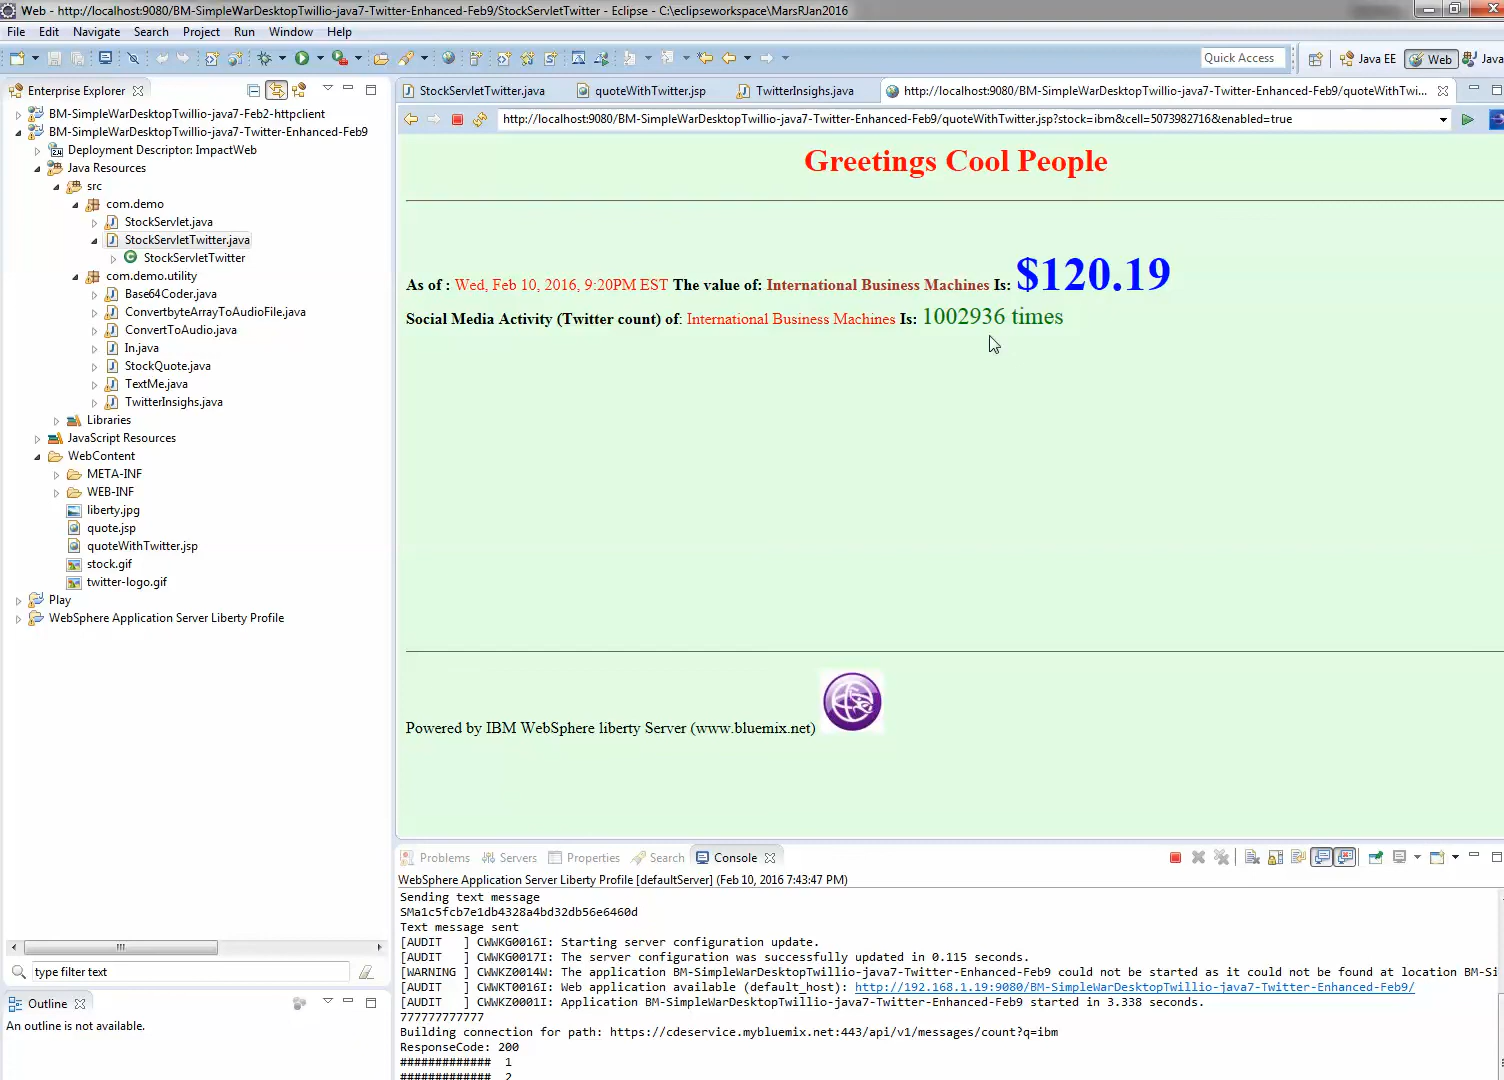 Web - http://localhost:9080/BM-SimpleWarDesktopTwillio-java7-Twitter-Enhanced-Feb9/StockServletTwitter - Eclipse - C:\eclipseworkspace\MarsRJan2016
File Edit Navigate Search Project Run Window Help
Quick Access
Java EE
Web
Java
Enterprise Explorer
BM-SimpleWarDesktopTwillio-java7-Feb2-httpclient
BM-SimpleWarDesktopTwillio-java7-Twitter-Enhanced-Feb9
Deployment Descriptor: ImpactWeb
Java Resources
src
com.demo
StockServlet.java
StockServletTwitter.java
StockServletTwitter
com.demo.utility
Base64Coder.java
ConvertbyteArrayToAudioFile.java
ConvertToAudio.java
In.java
StockQuote.java
TextMe.java
TwitterInsighs.java
Libraries
JavaScript Resources
WebContent
META-INF
WEB-INF
liberty.jpg
quote.jsp
quoteWithTwitter.jsp
stock.gif
twitter-logo.gif
Play
WebSphere Application Server Liberty Profile
type filter text
Outline
An outline is not available.
StockServletTwitter.java quoteWithTwitter.jsp TwitterInsighs.java http://localhost:9080/BM-SimpleWarDesktopTwillio-java7-Twitter-Enhanced-Feb9/quoteWithTwi...
http://localhost:9080/BM-SimpleWarDesktopTwillio-java7-Twitter-Enhanced-Feb9/quoteWithTwitter.jsp?stock=ibm&cell=5073982716&enabled=true
Greetings Cool People
As of : Wed, Feb 10, 2016, 9:20PM EST The value of: International Business Machines Is: $120.19
Social Media Activity (Twitter count) of: International Business Machines Is: 1002936 times
Powered by IBM WebSphere liberty Server (www.bluemix.net)
Problems Servers Properties Search Console
WebSphere Application Server Liberty Profile [defaultServer] (Feb 10, 2016 7:43:47 PM)
Sending text message
SMa1c5fcb7e1db4328a4bd32db56e6460d
Text message sent
[AUDIT ] CWWKG0016I: Starting server configuration update.
[AUDIT ] CWWKG0017I: The server configuration was successfully updated in 0.115 seconds.
[WARNING ] CWWKZ0014W: The application BM-SimpleWarDesktopTwillio-java7-Twitter-Enhanced-Feb9 could not be started as it could not be found at location BM-Si
[AUDIT ] CWWKT0016I: Web application available (default_host): http://192.168.1.19:9080/BM-SimpleWarDesktopTwillio-java7-Twitter-Enhanced-Feb9/
[AUDIT ] CWWKZ0001I: Application BM-SimpleWarDesktopTwillio-java7-Twitter-Enhanced-Feb9 started in 3.338 seconds.
777777777777
Building connection for path: https://cdeservice.mybluemix.net:443/api/v1/messages/count?q=ibm
ResponseCode: 200
############# 1
############# 2